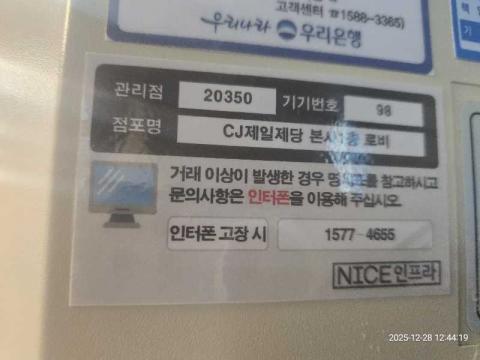 고객센터 ☎1588-3365)
우리나라 우리은행
기
관리점 20350 기기번호 98
점포명 CJ제일제당 본사1층 로비
거래 이상이 발생한 경우 참고하시고
문의사항은 인터폰을 이용해 주십시오.
인터폰 고장 시 1577-4655
NICE인프라
2025-12-28 12:44:19